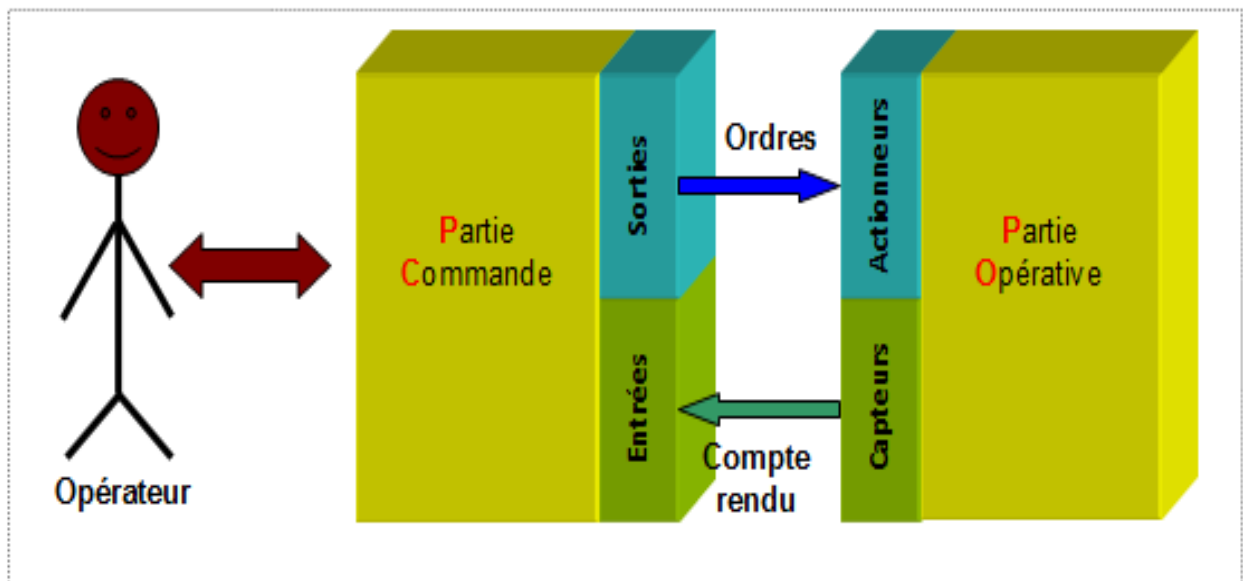 Opérateur
Partie
Commande
Sorties
Entrées
Ordres
Compte
rendu
Actionneurs
Capteurs
Partie
Opérative